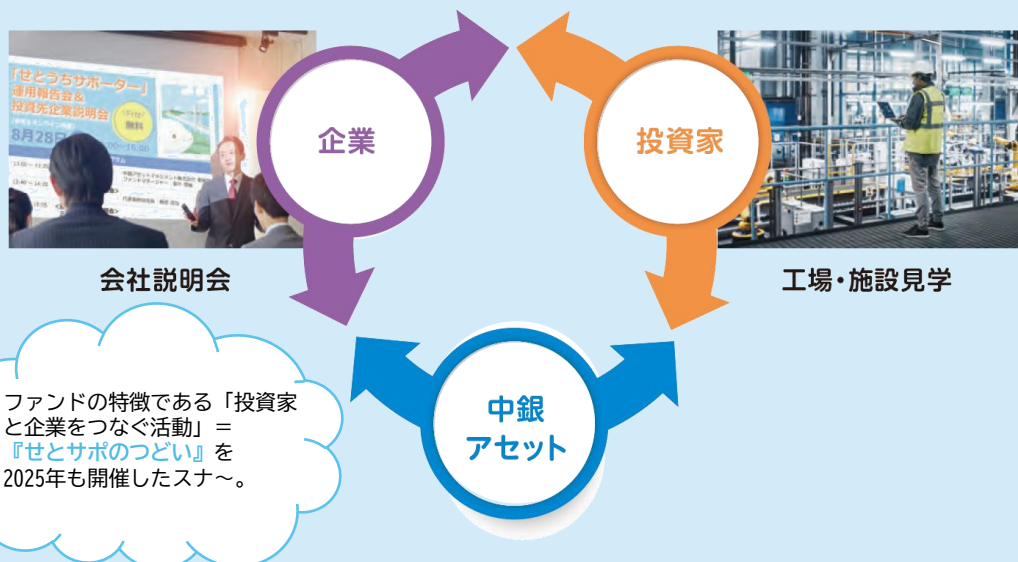 「せとうちサポーター」
運用報告会&
投資先企業説明会
無料
8月28日
企業
投資家
会社説明会
工場・施設見学
中銀
アセット
ファンドの特徴である「投資家
と企業をつなぐ活動」＝
『せとサポのつどい』を
2025年も開催したスナ～。